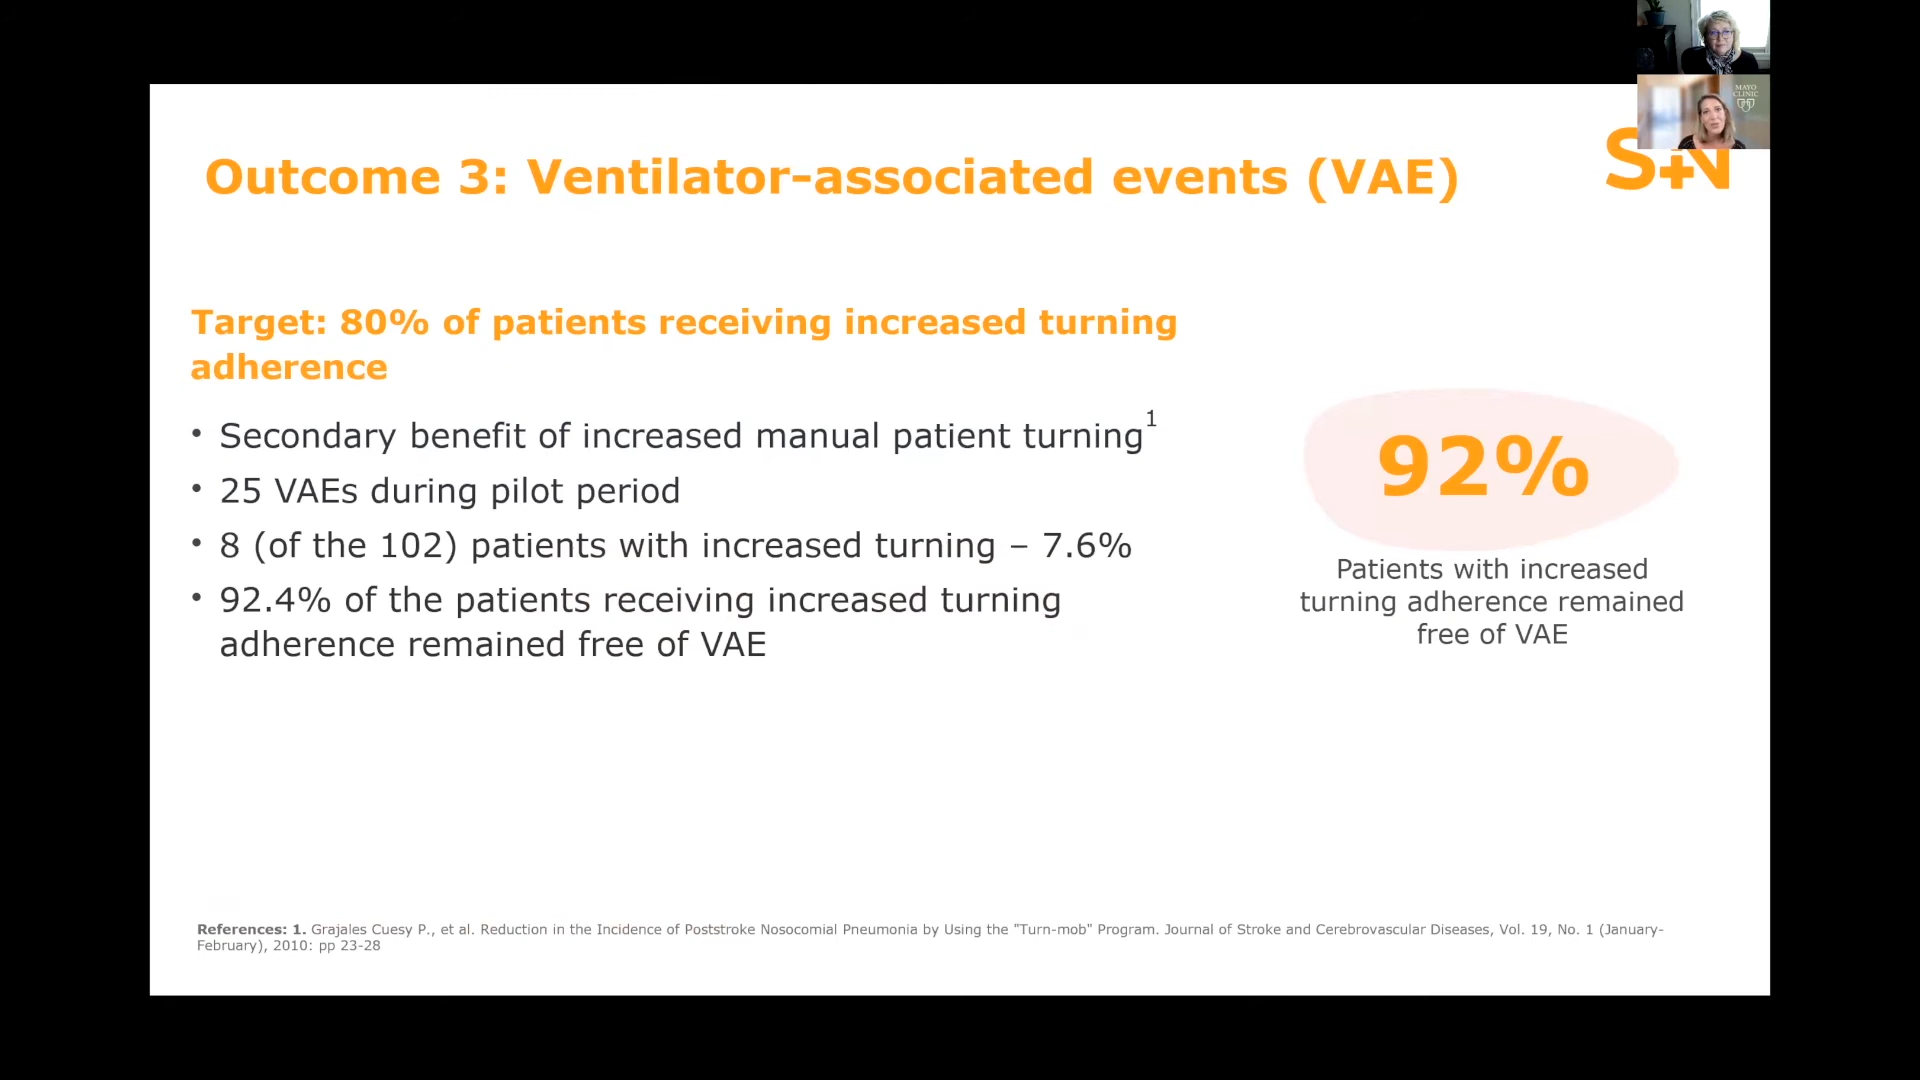 MAYO
CLINIC
S+N
Outcome 3: Ventilator-associated events (VAE)
Target: 80% of patients receiving increased turning
adherence
• Secondary benefit of increased manual patient turning1
• 25 VAEs during pilot period
• 8 (of the 102) patients with increased turning – 7.6%
• 92.4% of the patients receiving increased turning
adherence remained free of VAE
92%
Patients with increased
turning adherence remained
free of VAE
References: 1. Grajales Cuesy P., et al. Reduction in the Incidence of Poststroke Nosocomial Pneumonia by Using the "Turn-mob" Program. Journal of Stroke and Cerebrovascular Diseases, Vol. 19, No. 1 (January-
February), 2010: pp 23-28